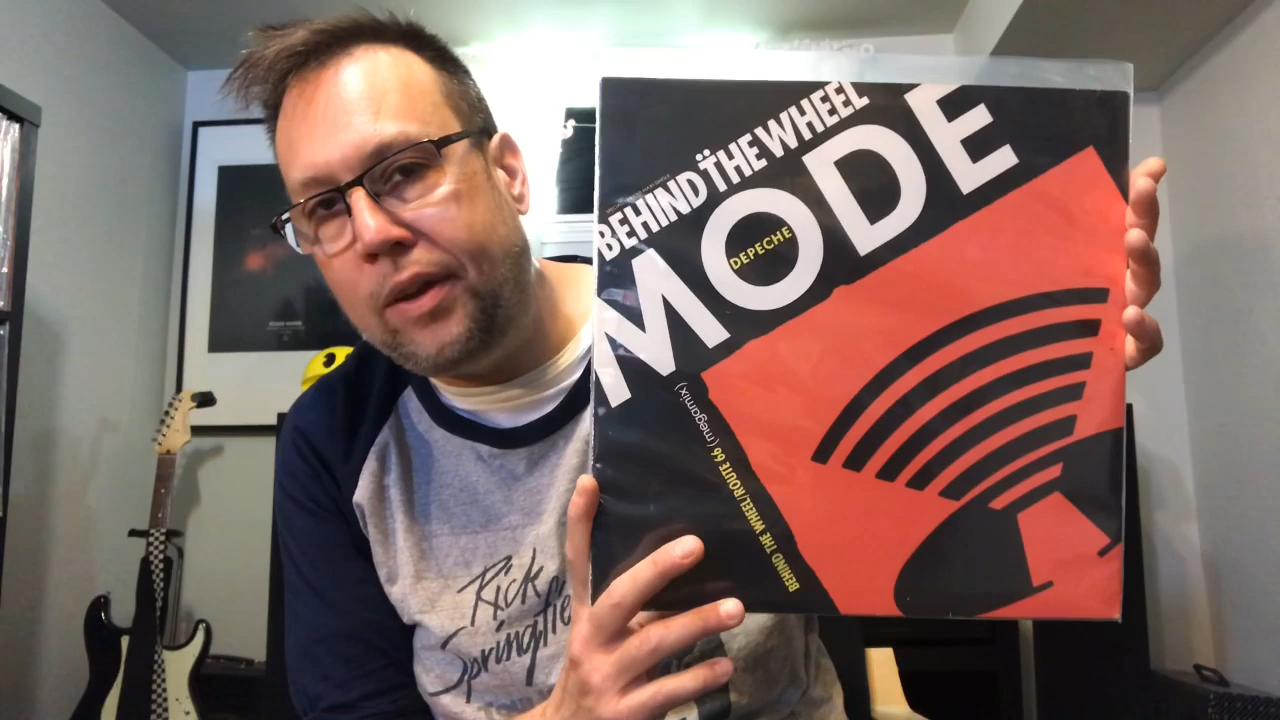 BEHIND THE WHEEL
MODE
DEPECHE
BEHIND THE WHEEL/ROUTE 66 (megamix)
Rick
Springfie